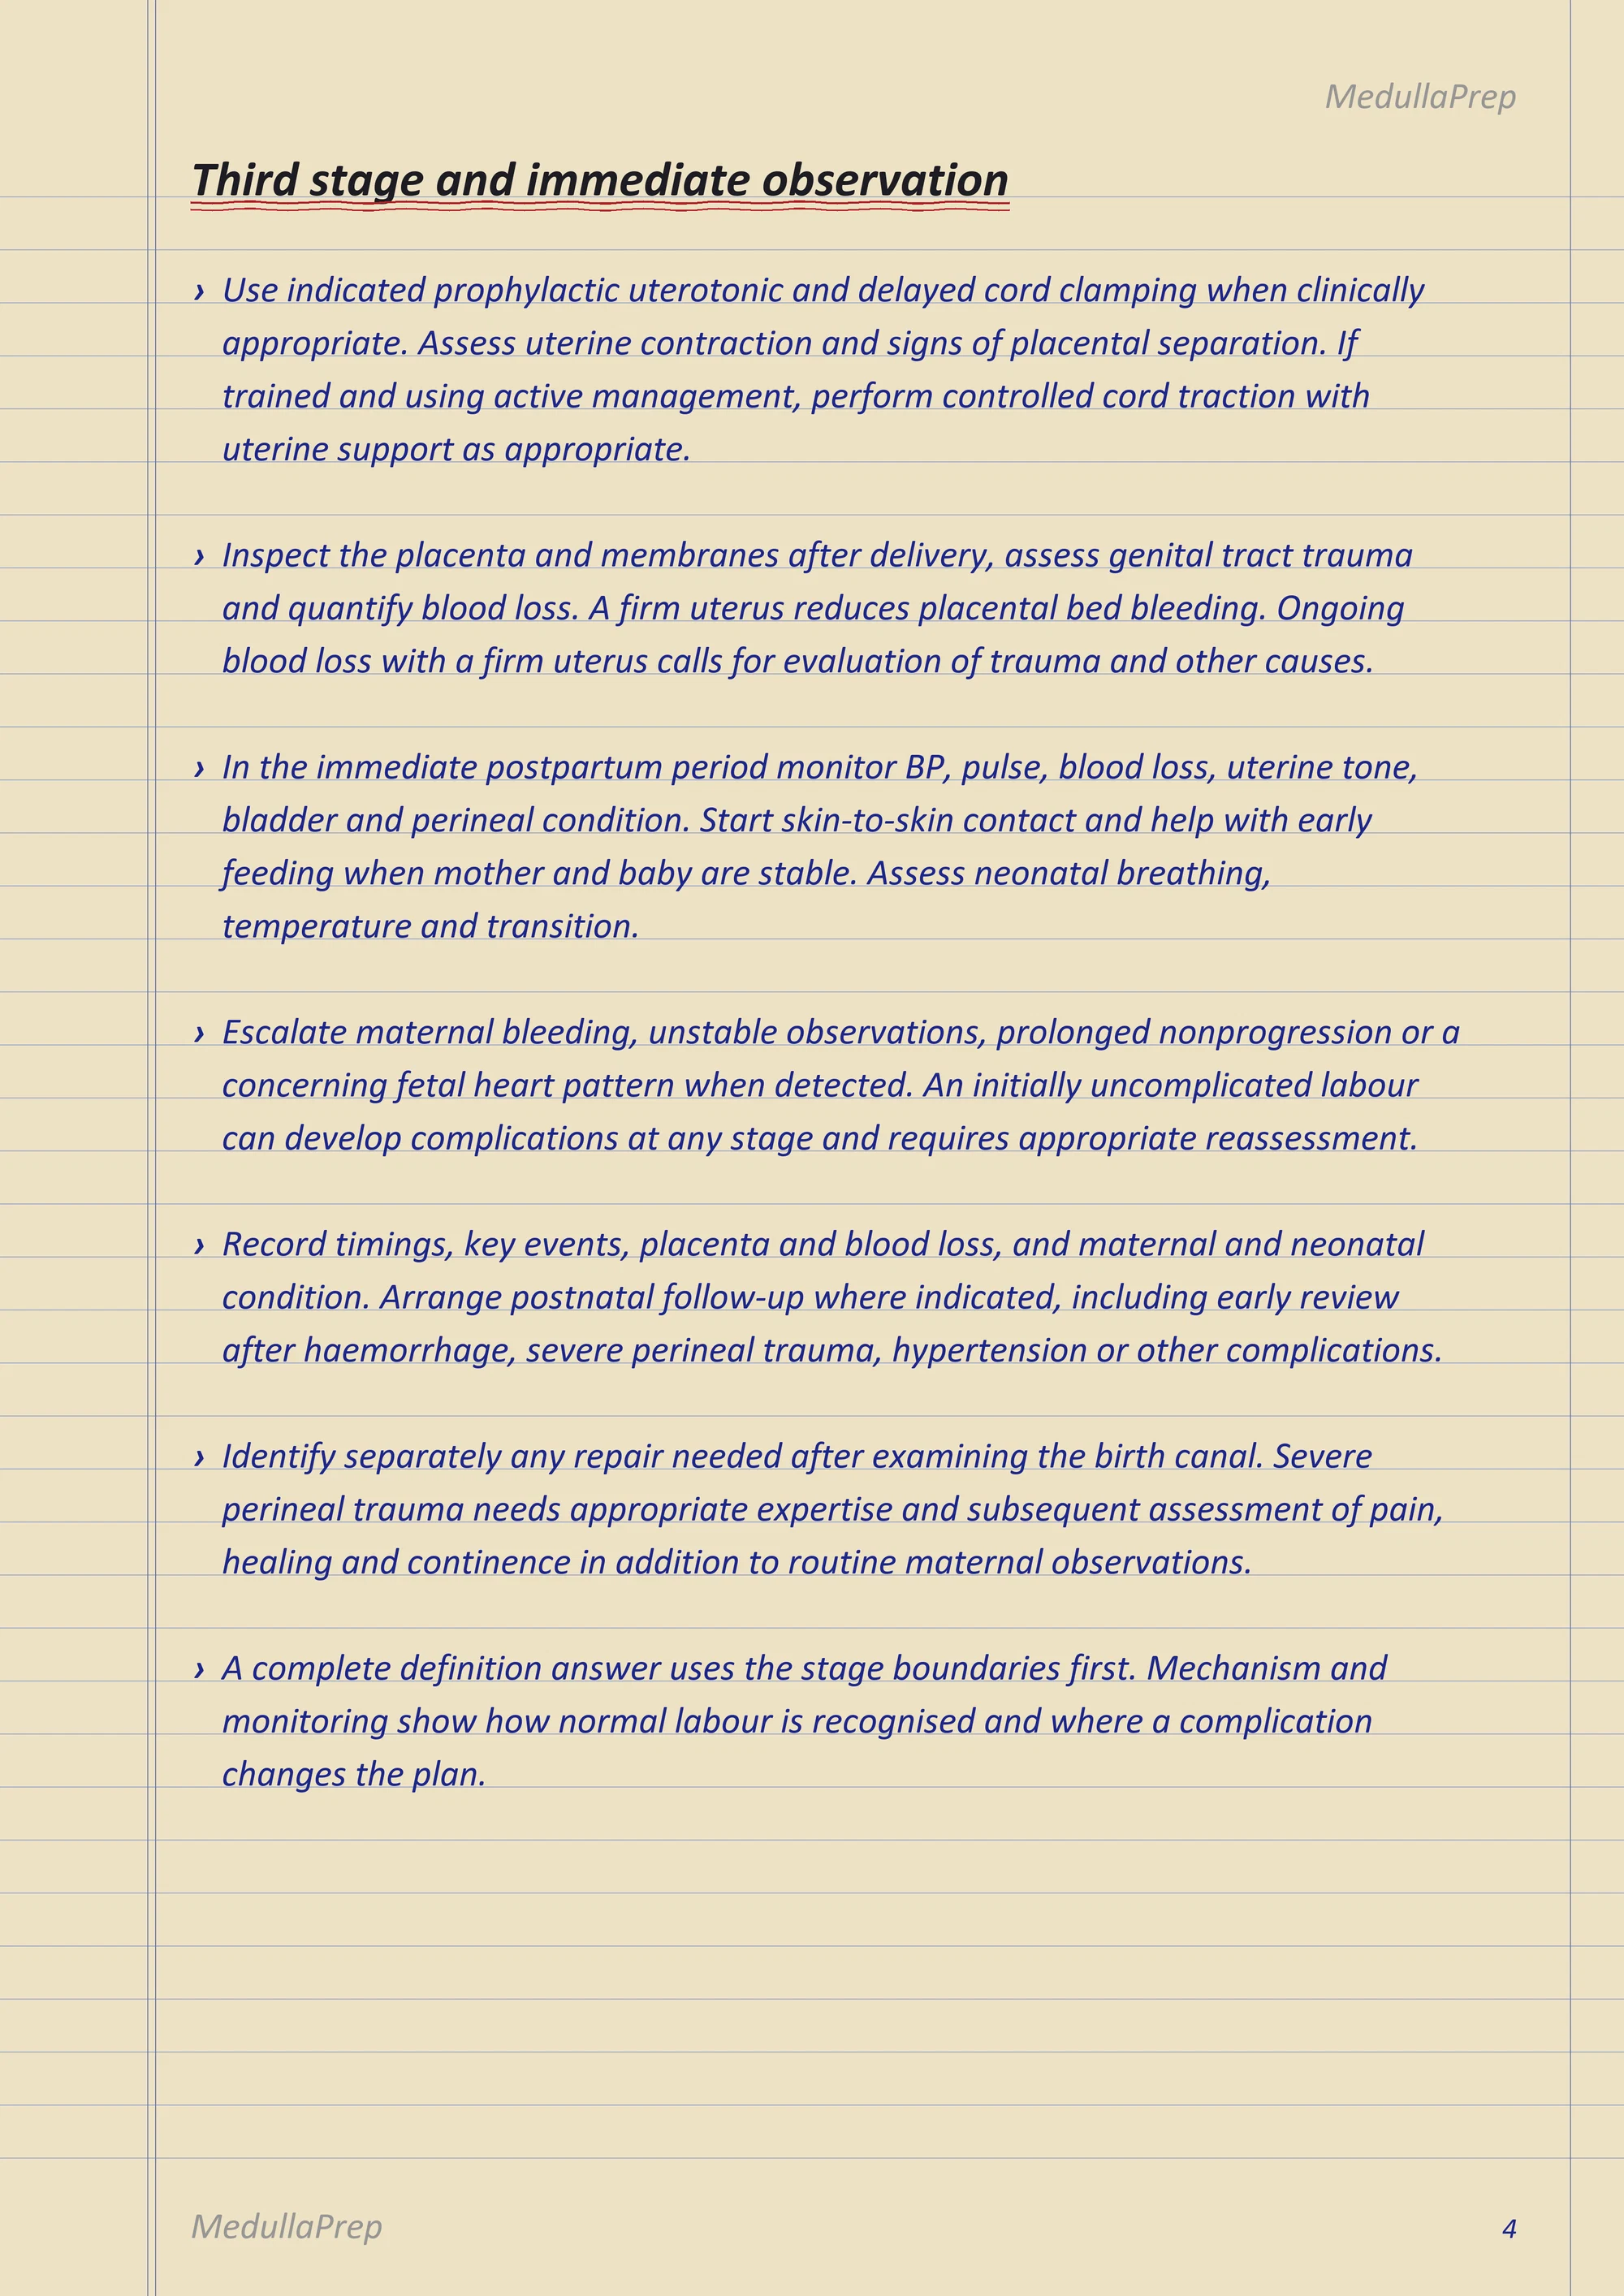 MedullaPrep
Third stage and immediate observation
› Use indicated prophylactic uterotonic and delayed cord clamping when clinically
appropriate. Assess uterine contraction and signs of placental separation. If
trained and using active management, perform controlled cord traction with
uterine support as appropriate.
› Inspect the placenta and membranes after delivery, assess genital tract trauma
and quantify blood loss. A firm uterus reduces placental bed bleeding. Ongoing
blood loss with a firm uterus calls for evaluation of trauma and other causes.
› In the immediate postpartum period monitor BP, pulse, blood loss, uterine tone,
bladder and perineal condition. Start skin-to-skin contact and help with early
feeding when mother and baby are stable. Assess neonatal breathing,
temperature and transition.
› Escalate maternal bleeding, unstable observations, prolonged nonprogression or a
concerning fetal heart pattern when detected. An initially uncomplicated labour
can develop complications at any stage and requires appropriate reassessment.
› Record timings, key events, placenta and blood loss, and maternal and neonatal
condition. Arrange postnatal follow-up where indicated, including early review
after haemorrhage, severe perineal trauma, hypertension or other complications.
› Identify separately any repair needed after examining the birth canal. Severe
perineal trauma needs appropriate expertise and subsequent assessment of pain,
healing and continence in addition to routine maternal observations.
› A complete definition answer uses the stage boundaries first. Mechanism and
monitoring show how normal labour is recognised and where a complication
changes the plan.
MedullaPrep
4